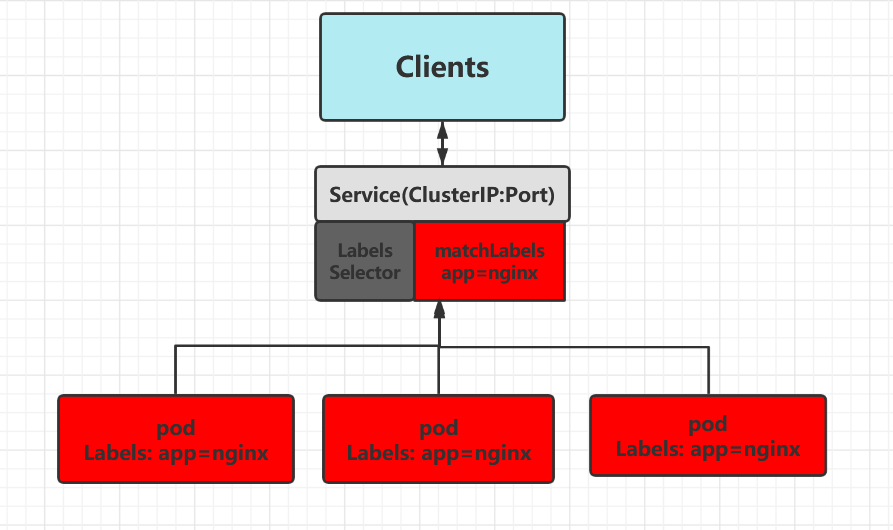 Clients
Service(ClusterIP:Port)
Labels
Selector
matchLabels
app=nginx
pod
Labels: app=nginx
pod
Labels: app=nginx
pod
Labels: app=nginx